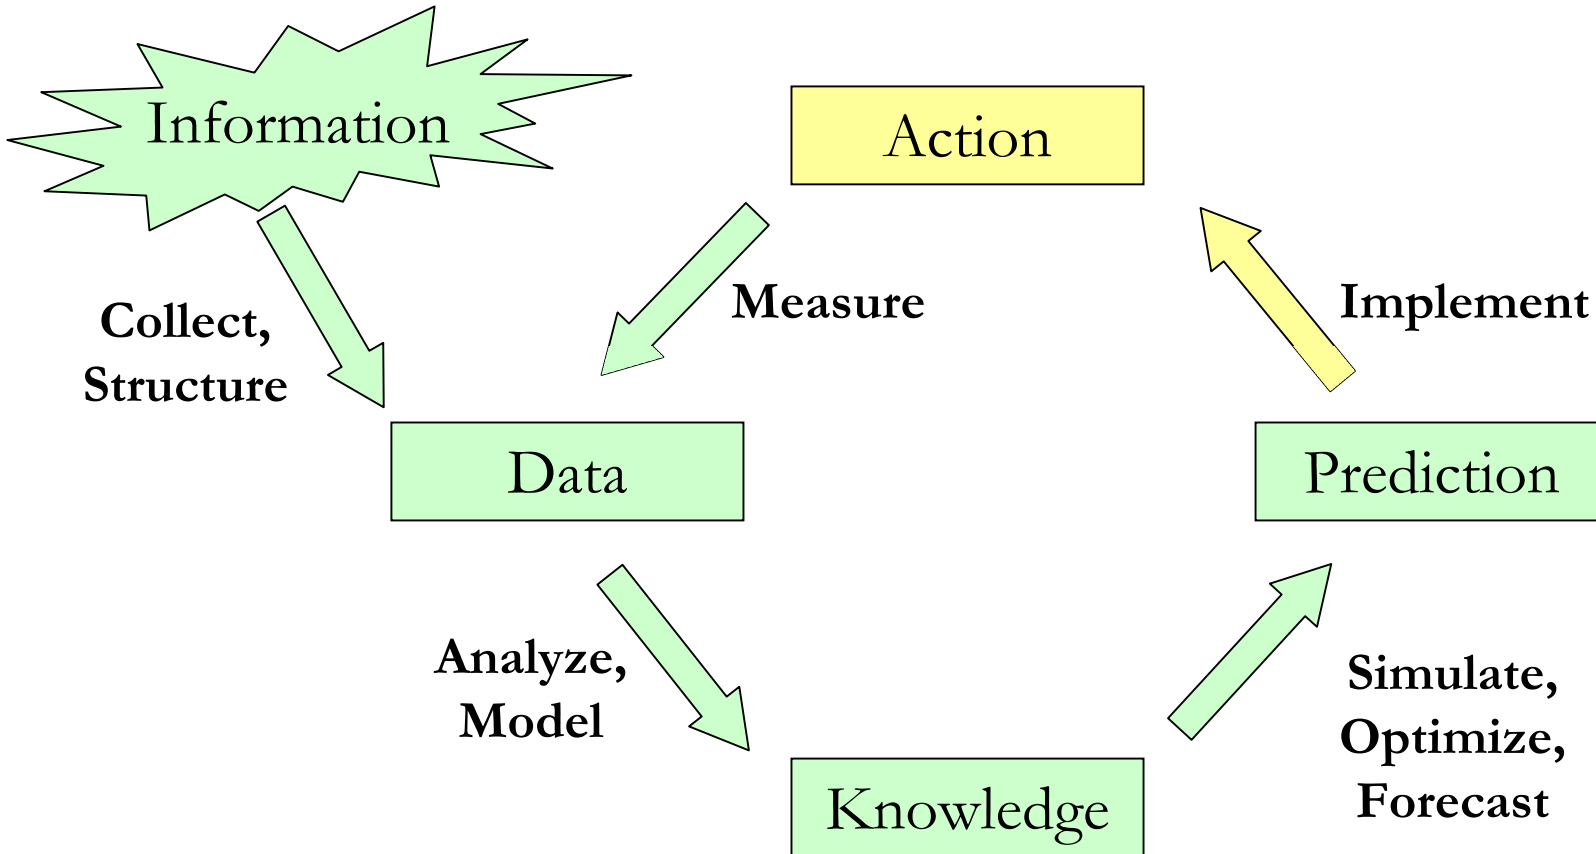 Information
Action
Measure
Implement
Collect,
Structure
Data
Prediction
Analyze,
Model
Simulate,
Optimize,
Forecast
Knowledge